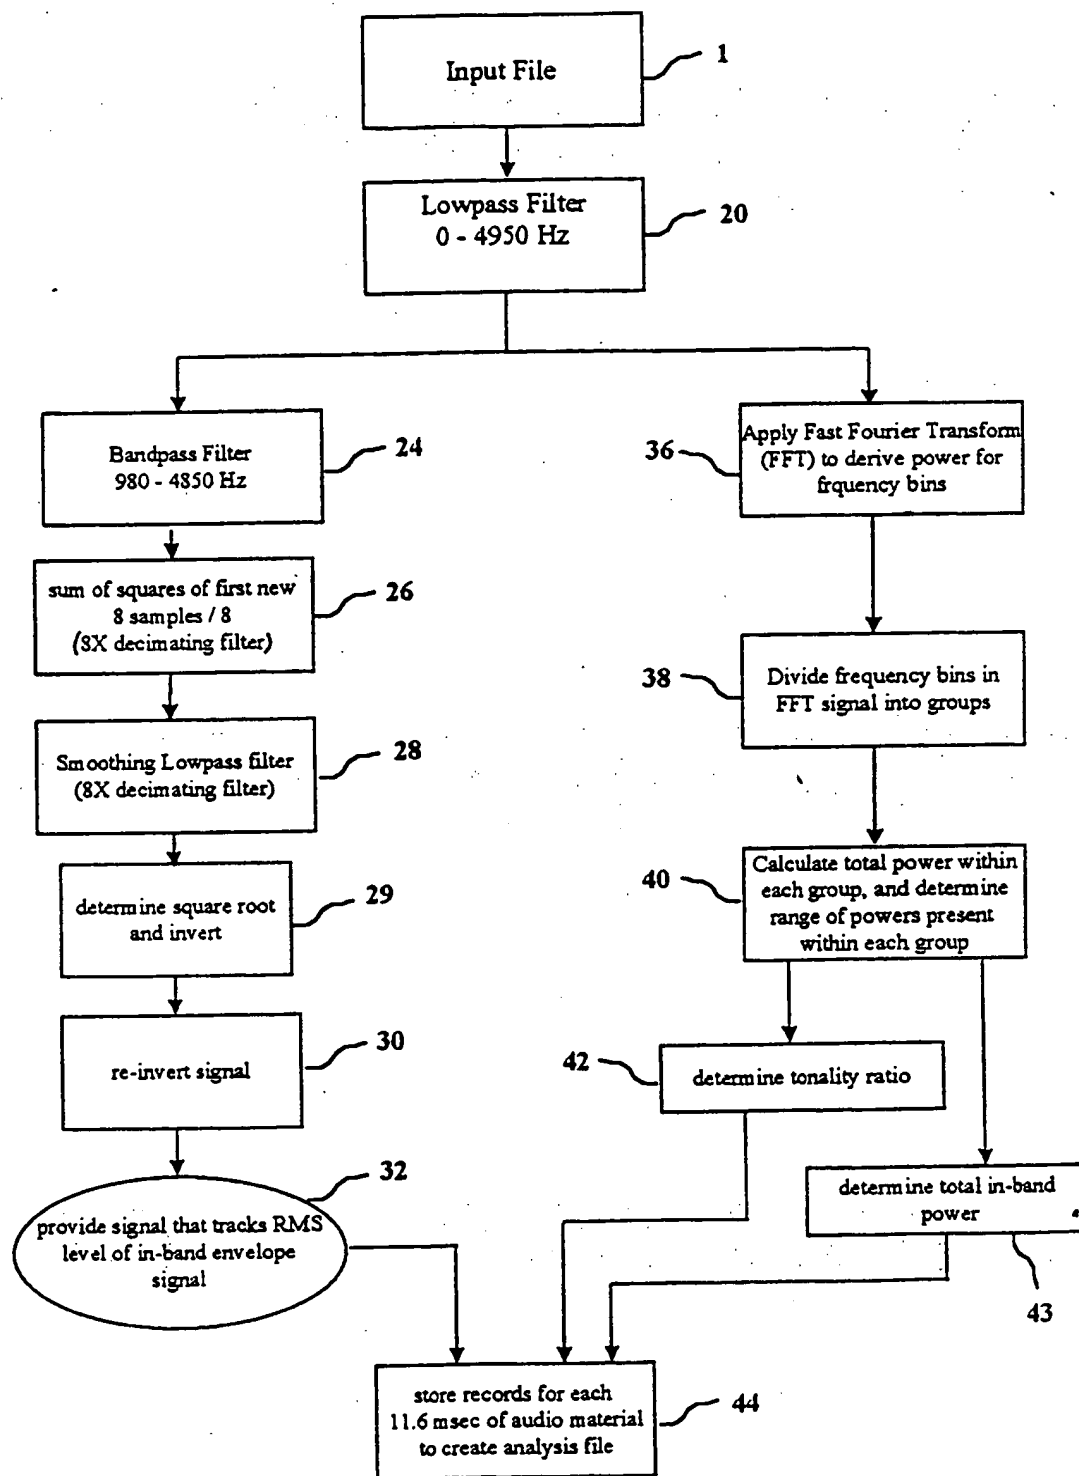 Input File
1
Lowpass Filter
0 - 4950 Hz
20
Bandpass Filter
980 - 4850 Hz
24
36
Apply Fast Fourier Transform
(FFT) to derive power for
frquency bins
sum of squares of first new
8 samples / 8
(8X decimating filter)
26
38
Divide frequency bins in
FFT signal into groups
Smoothing Lowpass filter
(8X decimating filter)
28
40
Calculate total power within
each group, and determine
range of powers present
within each group
determine square root
and invert
29
re-invert signal
30
42
determine tonality ratio
32
provide signal that tracks RMS
level of in-band envelope
signal
determine total in-band
power
43
store records for each
11.6 msec of audio material
to create analysis file
44